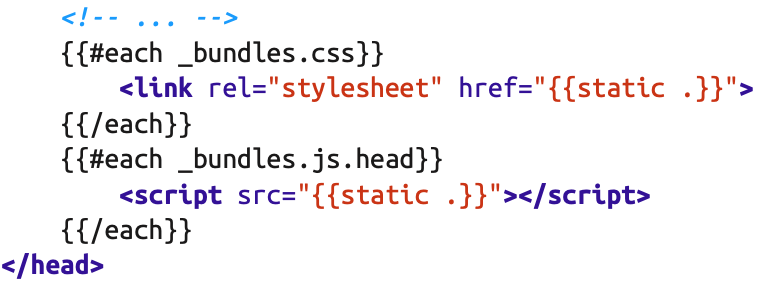 <!-- ... -->
{{#each _bundles.css}}
<link rel="stylesheet" href="{{static .}}">
{{/each}}
{{#each _bundles.js.head}}
<script src="{{static .}}"></script>
{{/each}}
</head>